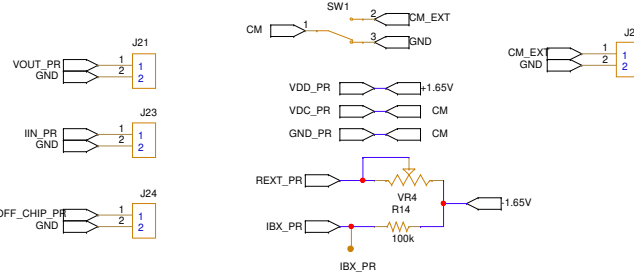 SW1
CM 1
2 CM_EXT
3 GND
J21
VOUT_PR 1 1
GND 2 2
CM_EXT 1 1
GND 2 2
VDD_PR +1.65V
VDC_PR CM
GND_PR CM
J23
IIN_PR 1 1
GND 2 2
REXT_PR
VR4
-1.65V
J24
OFF_CHIP_PR 1 1
GND 2 2
IBX_PR
R14
100k
IBX_PR